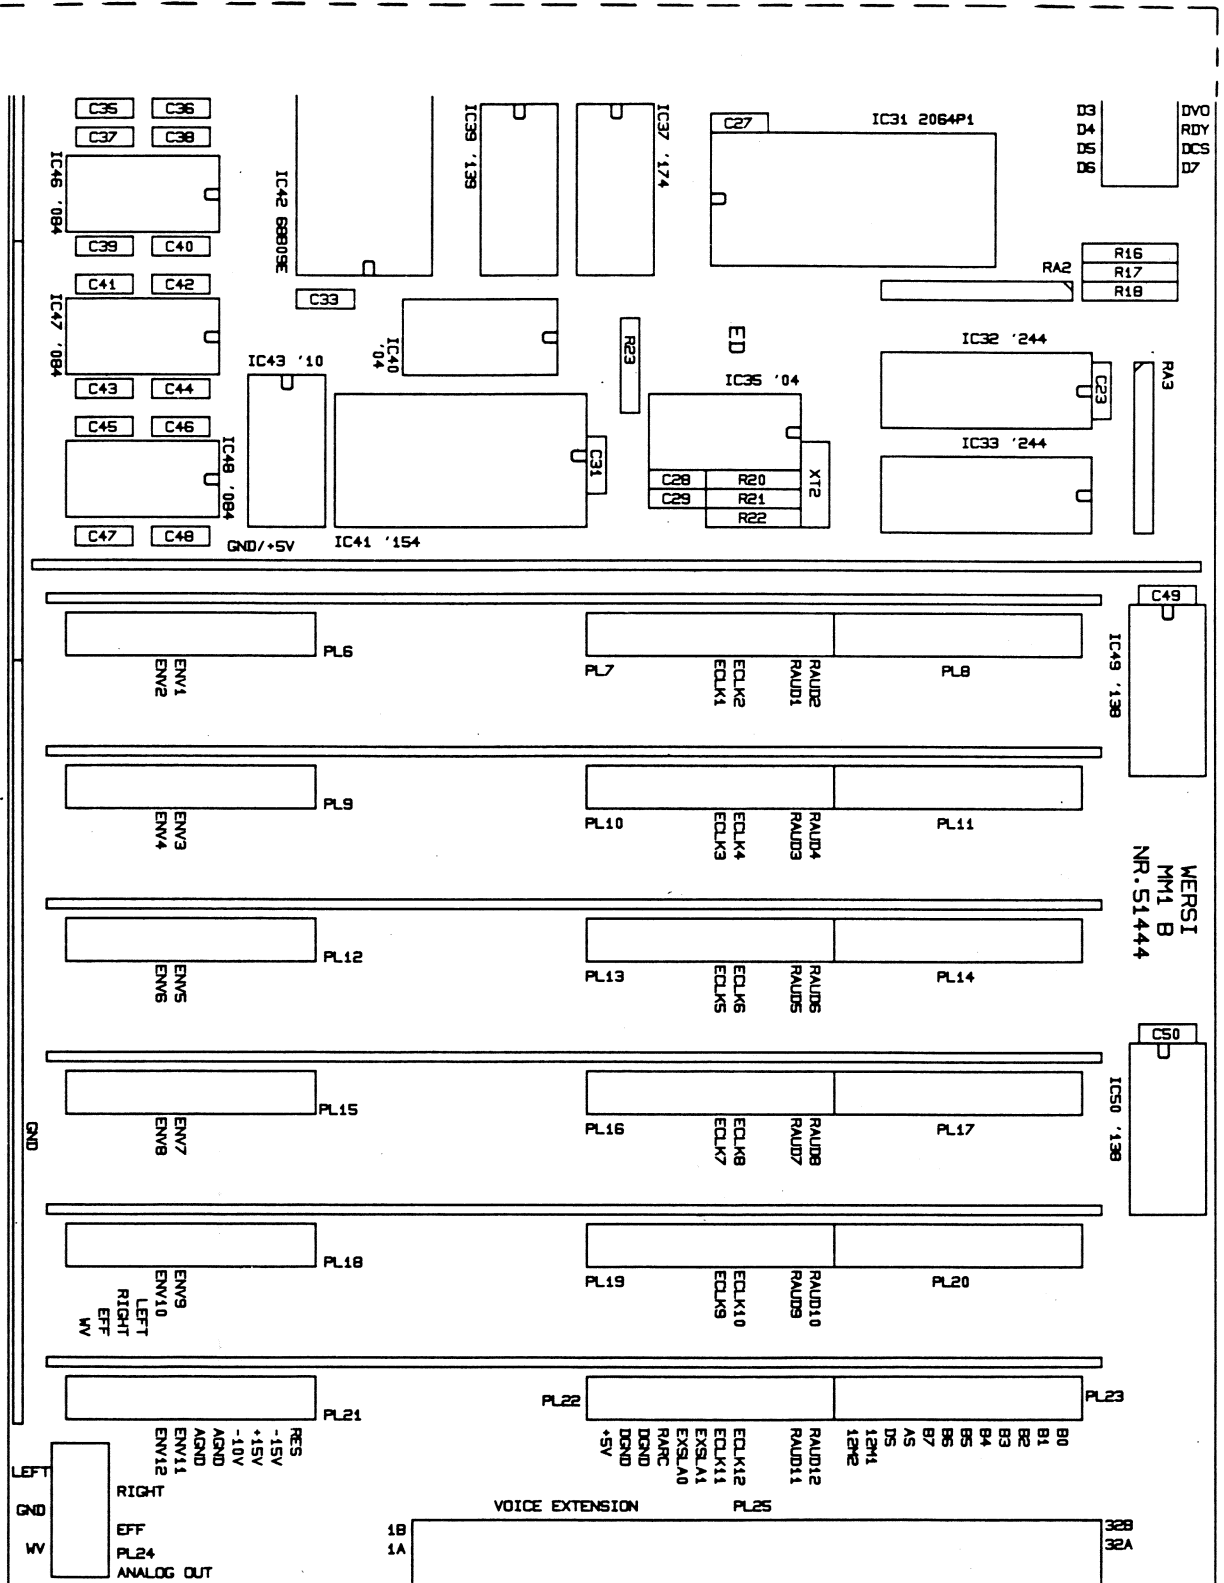 C35
C36
C37
C38
IC46 '084
C39
C40
C41
C42
IC47 '084
C43
C44
C45
C46
IC48 '084
C47
C48
IC42 68B09E
C33
IC39 '139
IC37 '174
C27
IC31 2064P1
D3
D4
D5
D6
DVO
RDY
DCS
D7
RA2
R16
R17
R18
IC43 '10
GND/+5V
IC40
'04
IC41 '154
C31
R23
ED
IC35 '04
C28
C29
R20
R21
R22
XT2
IC32 '244
C23
IC33 '244
RA3
PL6
ENV2
ENV1
PL7
ECLK1
ECLK2
RAUD1
RAUD2
PL8
C49
IC49 '138
PL9
ENV4
ENV3
PL10
ECLK3
ECLK4
RAUD3
RAUD4
PL11
WERSI
MM1 B
NR.51444
PL12
ENV6
ENV5
PL13
ECLK5
ECLK6
RAUD5
RAUD6
PL14
C50
IC50 '138
GND
PL15
ENV8
ENV7
PL16
ECLK7
ECLK8
RAUD7
RAUD8
PL17
PL18
ENV10
ENV9
LEFT
RIGHT
EFF
WV
PL19
ECLK9
ECLK10
RAUD9
RAUD10
PL20
PL21
ENV12
ENV11
AGND
AGND
-10V
+15V
-15V
RES
PL22
+5V
DGND
DGND
RARC
EXSLA0
EXSLA1
ECLK11
ECLK12
RAUD11
RAUD12
PL23
12M2
12M1
DS
AS
B7
B6
B5
B4
B3
B2
B1
B0
LEFT
RIGHT
GND
EFF
WV
PL24
ANALOG OUT
VOICE EXTENSION
PL25
1B
1A
32B
32A